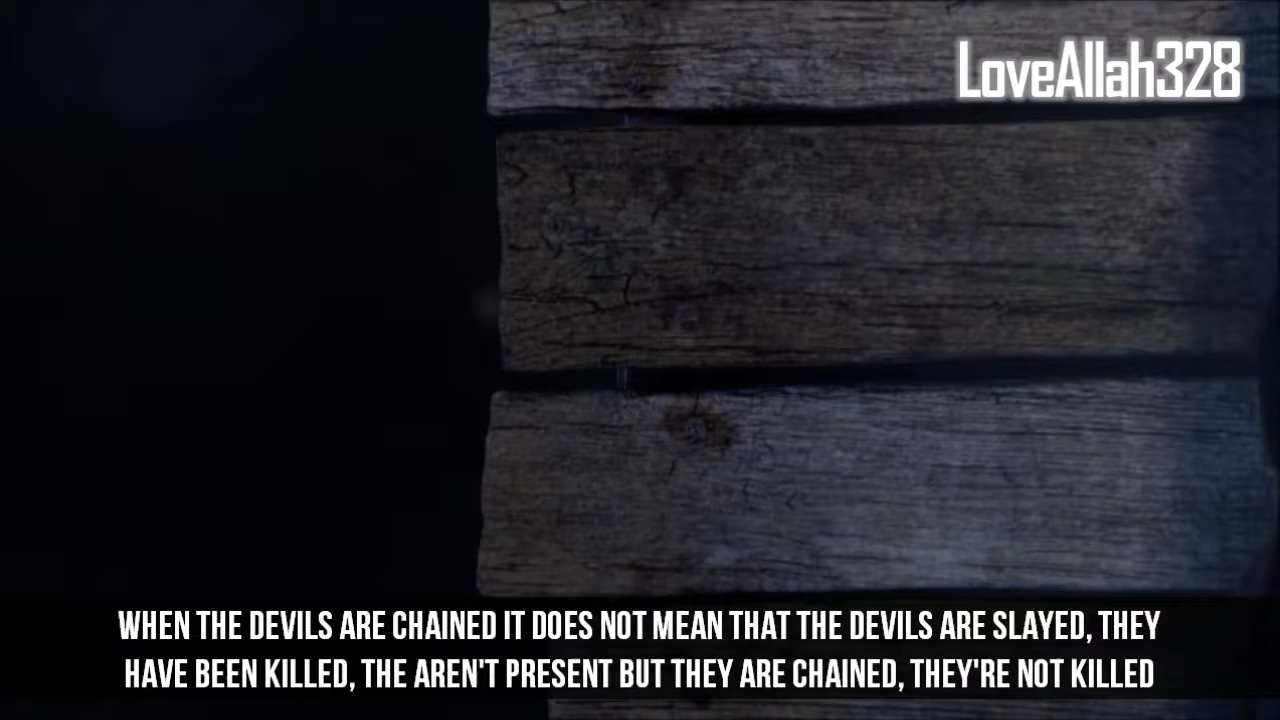 LoveAllah328
WHEN THE DEVILS ARE CHAINED IT DOES NOT MEAN THAT THE DEVILS ARE SLAYED, THEY
HAVE BEEN KILLED, THE AREN'T PRESENT BUT THEY ARE CHAINED, THEY'RE NOT KILLED